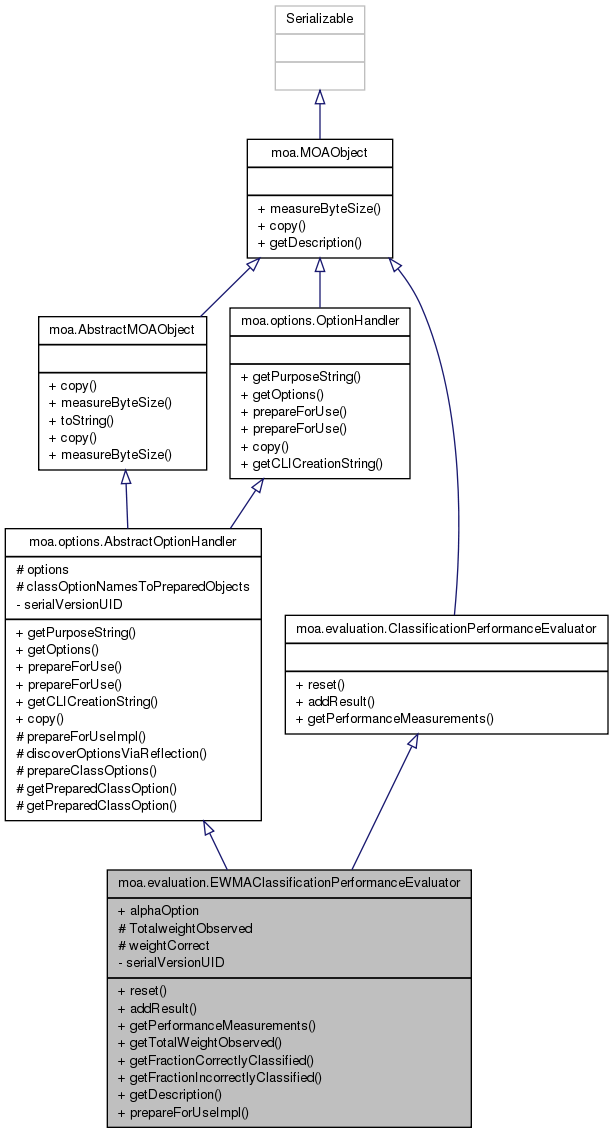 Serializable
moa.MOAObject
+ measureByteSize()
+ copy()
+ getDescription()
moa.AbstractMOAObject
+ copy()
+ measureByteSize()
+ toString()
+ copy()
+ measureByteSize()
moa.options.OptionHandler
+ getPurposeString()
+ getOptions()
+ prepareForUse()
+ prepareForUse()
+ copy()
+ getCLICreationString()
moa.options.AbstractOptionHandler
# options
# classOptionNamesToPreparedObjects
- serialVersionUID
+ getPurposeString()
+ getOptions()
+ prepareForUse()
+ prepareForUse()
+ getCLICreationString()
+ copy()
# prepareForUseImpl()
# discoverOptionsViaReflection()
# prepareClassOptions()
# getPreparedClassOption()
# getPreparedClassOption()
moa.evaluation.ClassificationPerformanceEvaluator
+ reset()
+ addResult()
+ getPerformanceMeasurements()
moa.evaluation.EWMAClassificationPerformanceEvaluator
+ alphaOption
# TotalweightObserved
# weightCorrect
- serialVersionUID
+ reset()
+ addResult()
+ getPerformanceMeasurements()
+ getTotalWeightObserved()
+ getFractionCorrectlyClassified()
+ getFractionIncorrectlyClassified()
+ getDescription()
+ prepareForUseImpl()